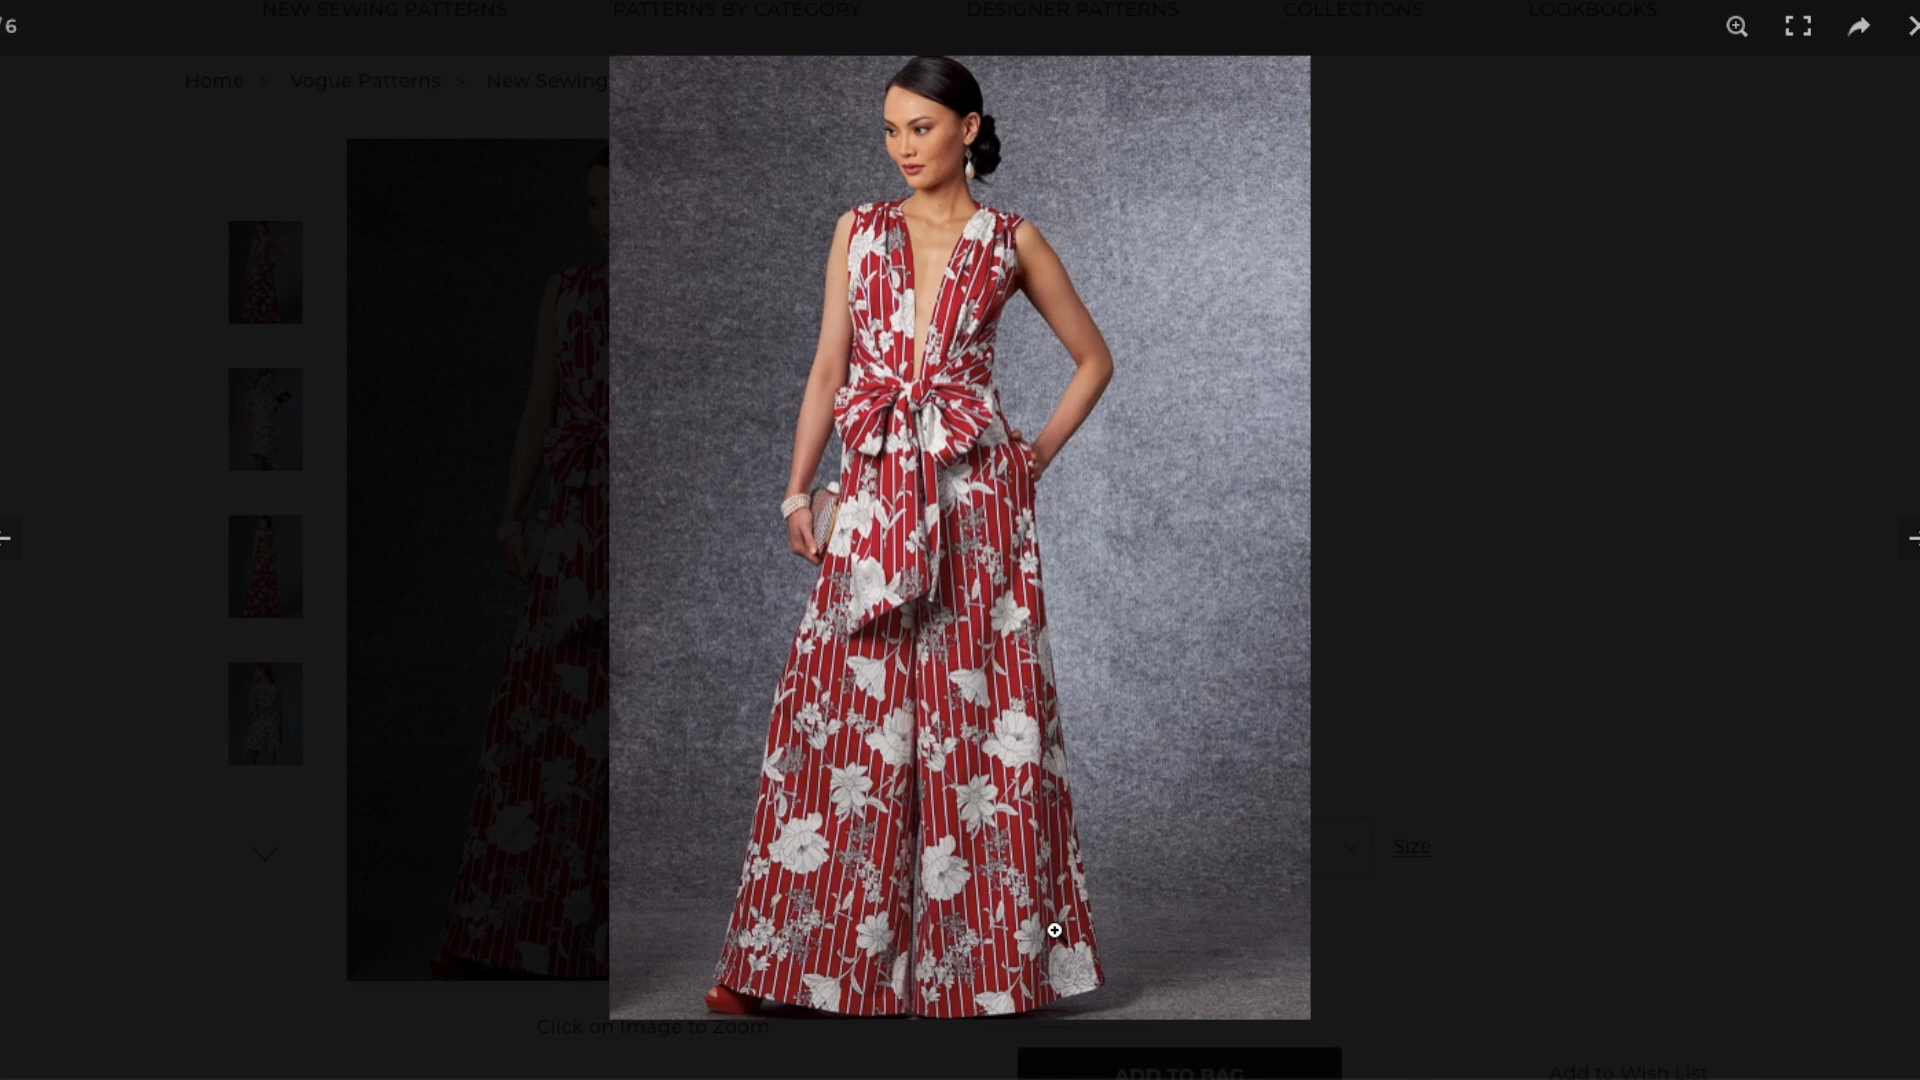 NEW SEWING PATTERNS PATTERNS BY CATEGORY DESIGNER PATTERNS COLLECTIONS LOOKBOOKS
/ 6
Home > Vogue Patterns > New Sewing
Size
Click on Image to Zoom
ADD TO BAG
Add to Wish List